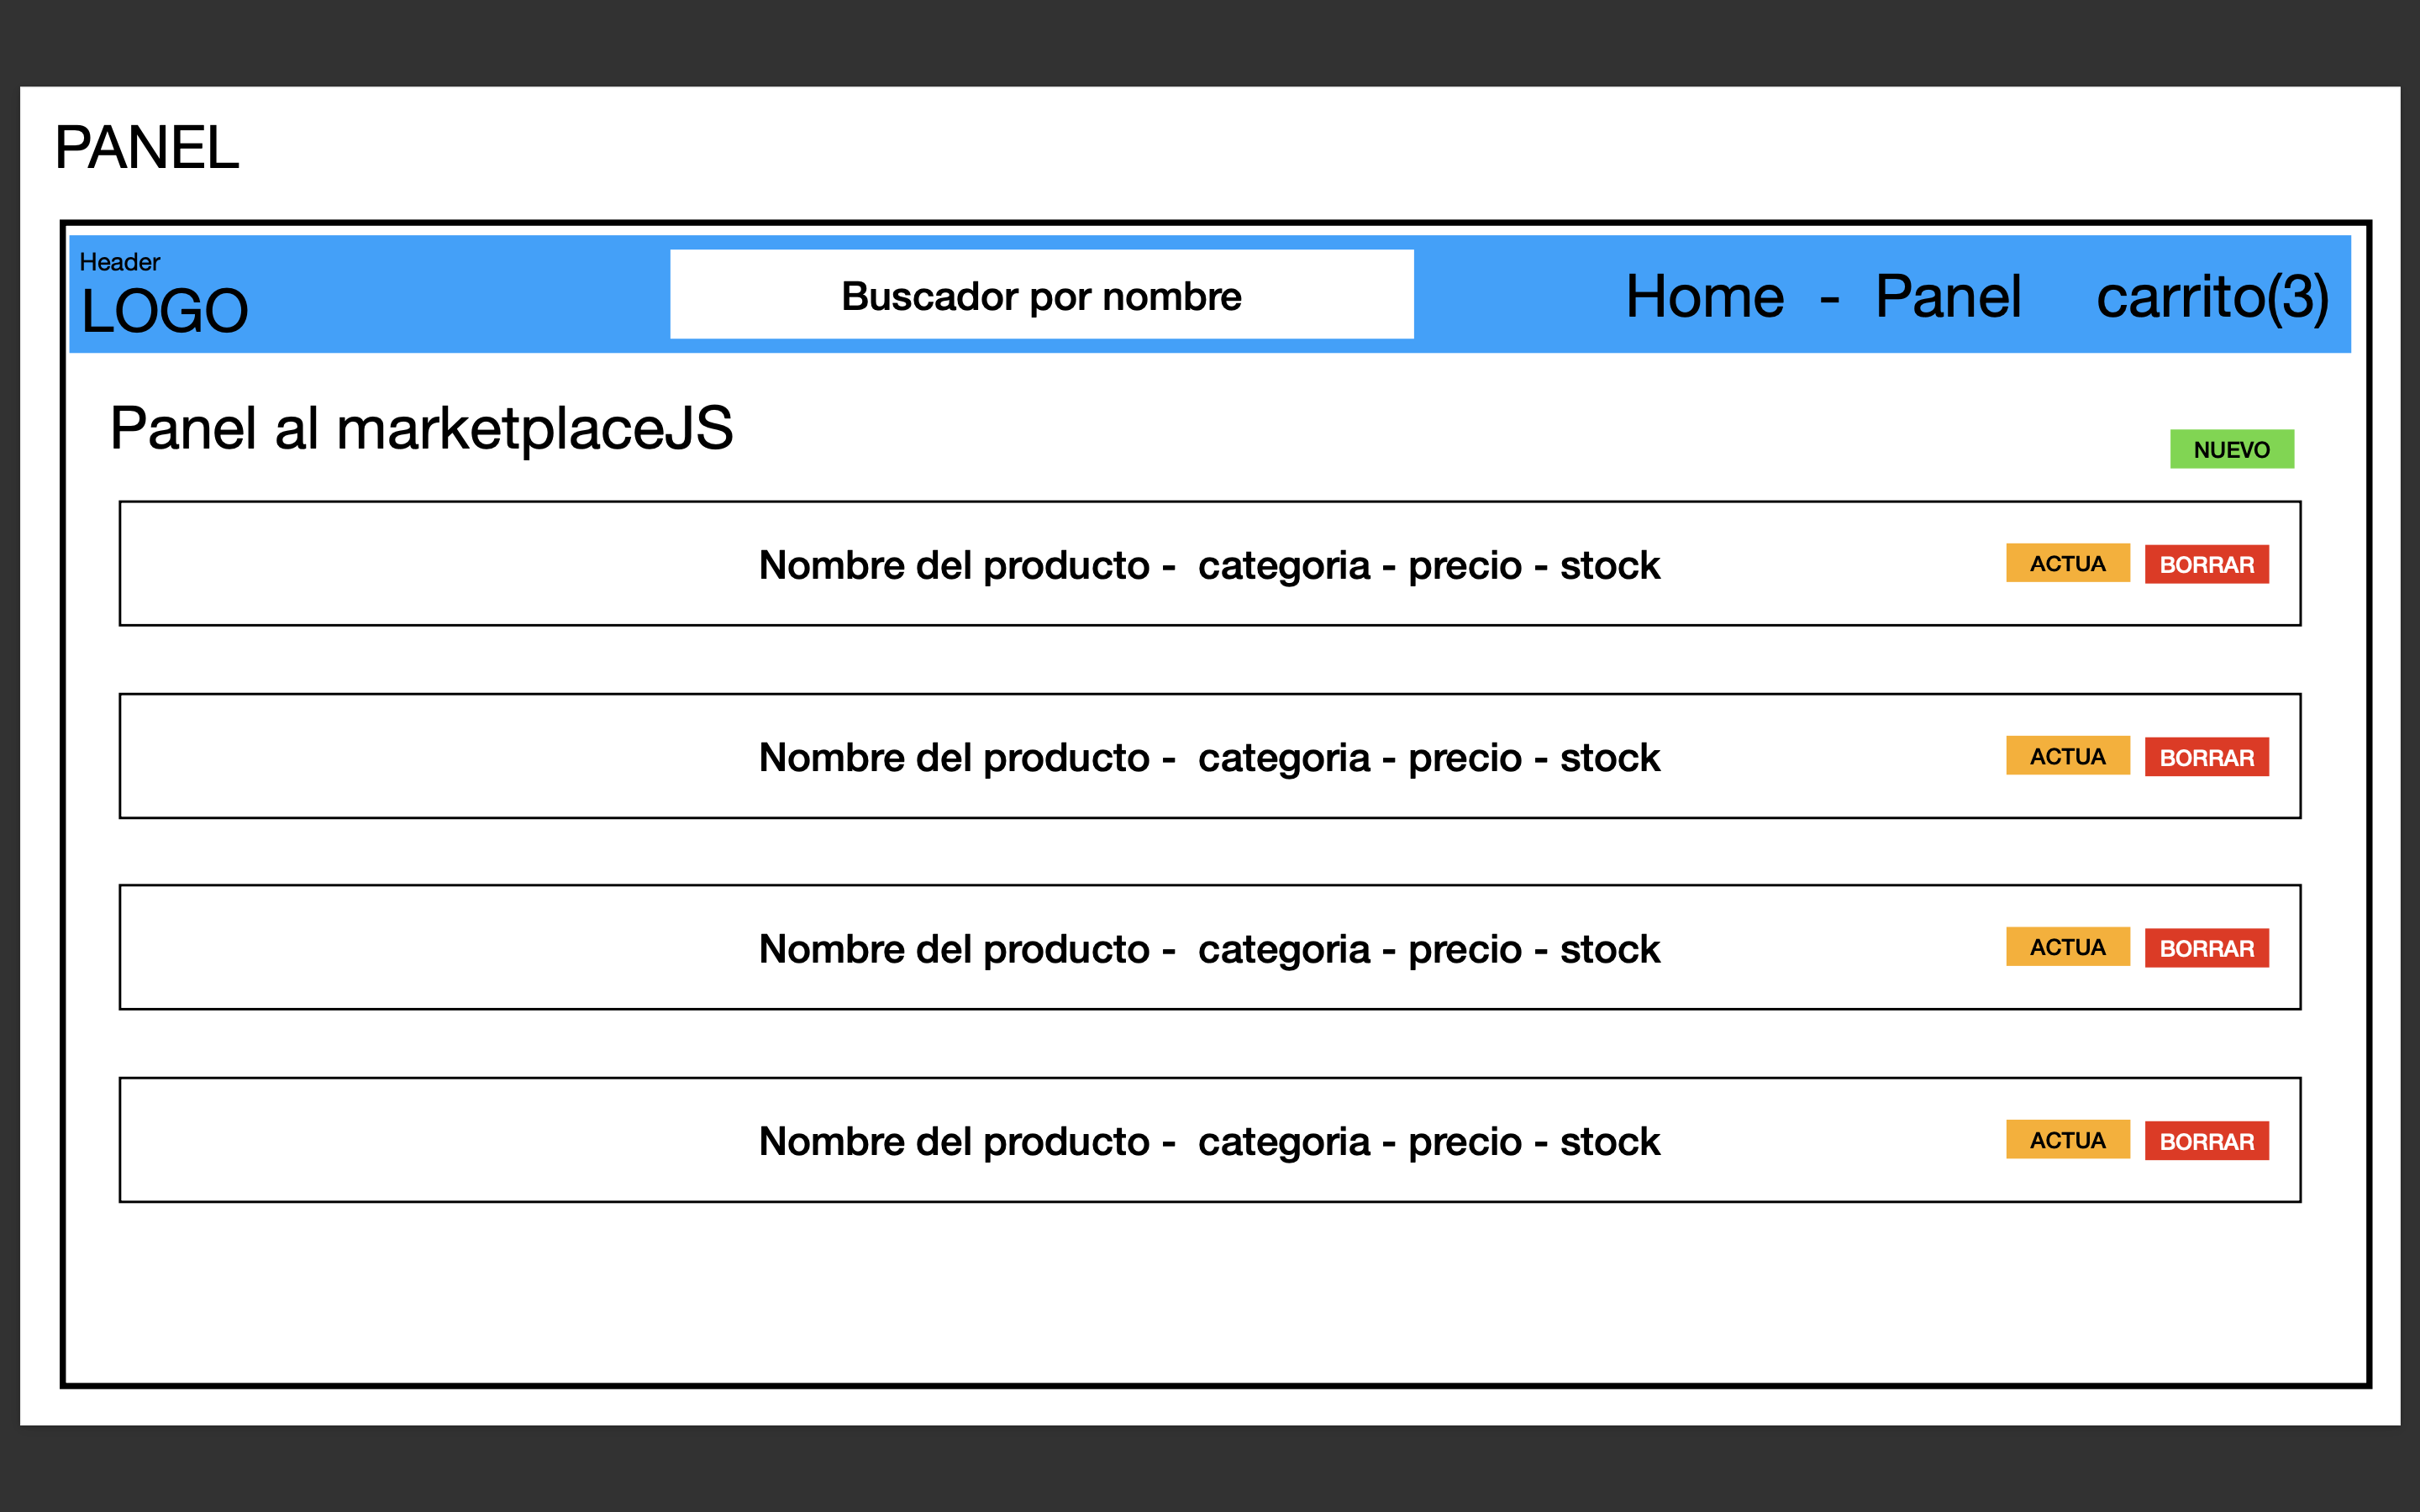 PANEL
Header
LOGO
Buscador por nombre
Home - Panel carrito(3)
Panel al marketplaceJS
NUEVO
Nombre del producto - categoria - precio - stock
ACTUA
BORRAR
Nombre del producto - categoria - precio - stock
ACTUA
BORRAR
Nombre del producto - categoria - precio - stock
ACTUA
BORRAR
Nombre del producto - categoria - precio - stock
ACTUA
BORRAR